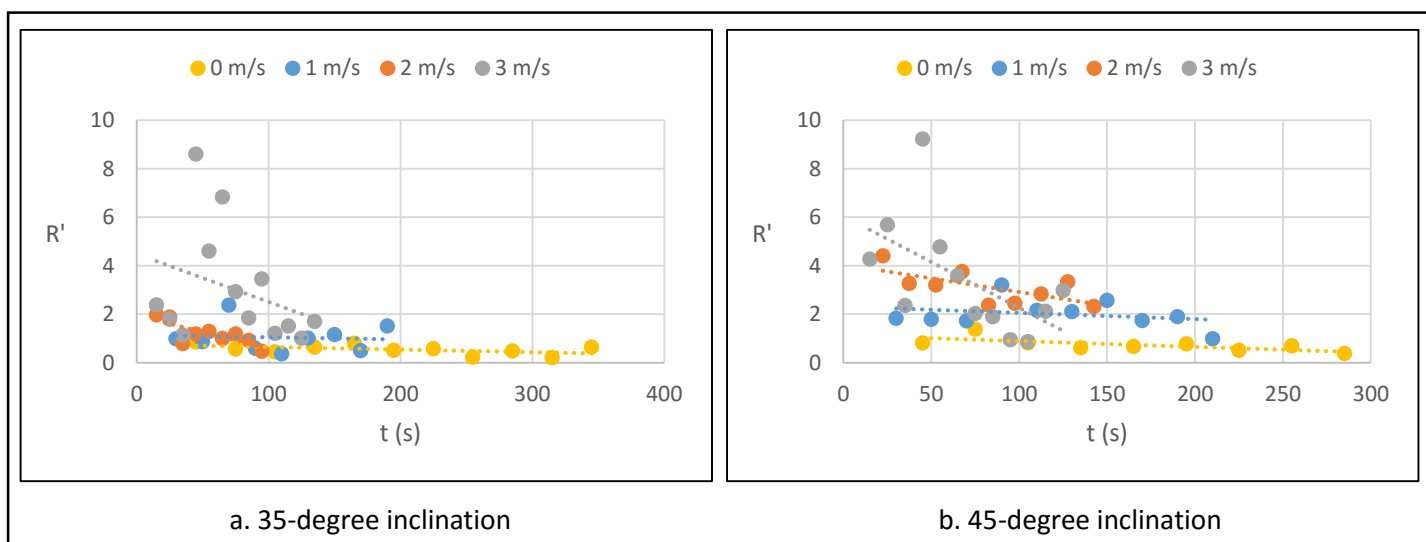 0 m/s 1 m/s 2 m/s 3 m/s
10
8
6
4
2
0
R'
0 100 200 300 400
t (s)
a. 35-degree inclination
0 m/s 1 m/s 2 m/s 3 m/s
10
8
6
4
2
0
R'
0 50 100 150 200 250 300
t (s)
b. 45-degree inclination